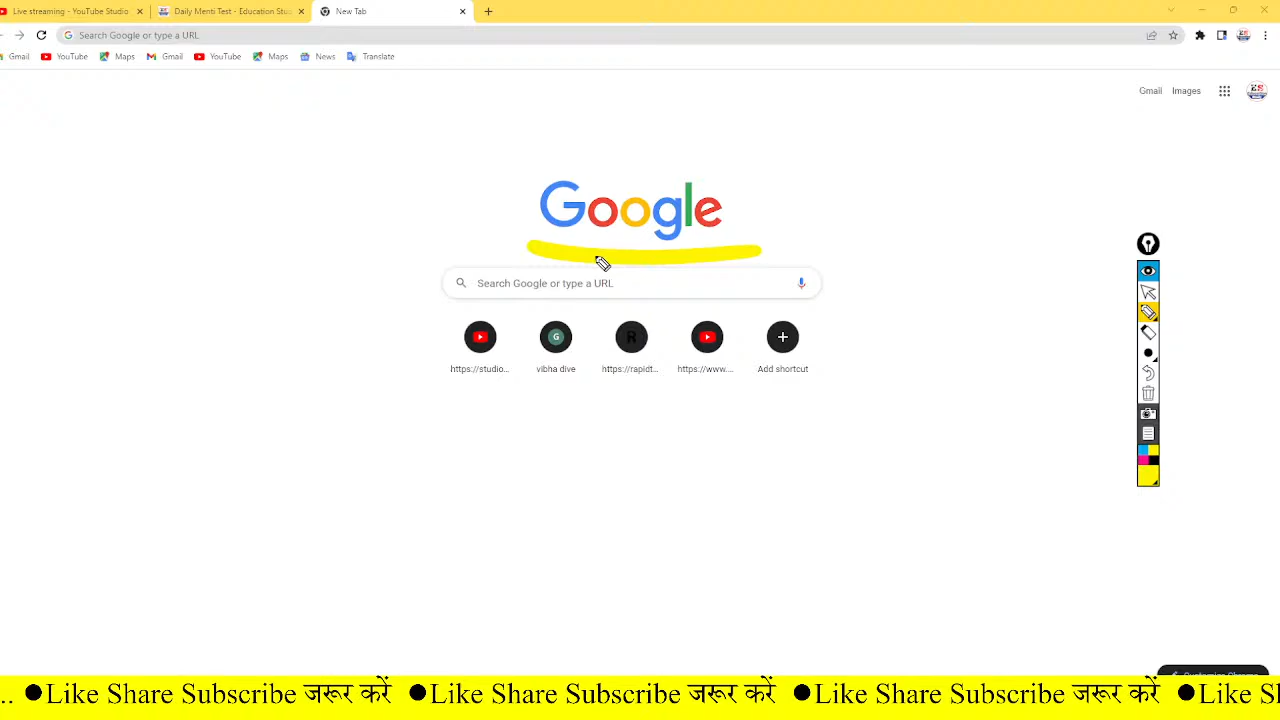 Live streaming - YouTube Studio
Daily Menti Test - Education Stu
New Tab
Search Google or type a URL
Gmail YouTube Maps Gmail YouTube Maps News Translate
Gmail Images
Google
Search Google or type a URL
https://studio... vibha dive https://rapidt... https://www.... Add shortcut
.. ●Like Share Subscribe जरूर करें ●Like Share Subscribe जरूर करें ●Like Share Subscribe जरूर करें ●Like S